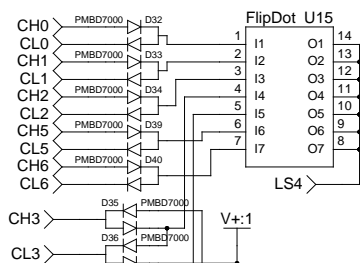 PMBD7000 D32
FlipDot U15
CH0
CL0
1 I1 O1 14
PMBD7000 D33
CH1
2 I2 O2 13
CL1
3 I3 O3 12
PMBD7000 D34
CH2
4 I4 O4 11
CL2
5 I5 O5 10
PMBD7000 D39
CH5
6 I6 O6 9
CL5
7 I7 O7 8
PMBD7000 D40
CH6
CL6
LS4
D35 PMBD7000
CH3
V+:1
PMBD7000
D36
CL3